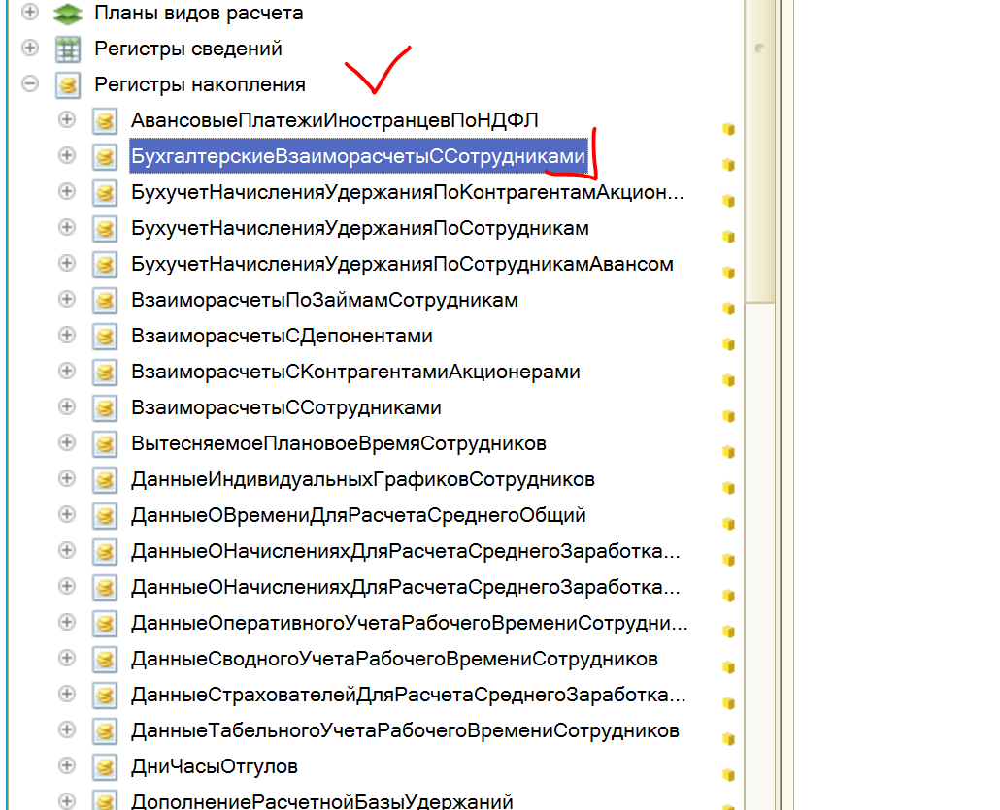 Планы видов расчета
Регистры сведений
Регистры накопления
АвансовыеПлатежиИностранцевПоНДФЛ
БухгалтерскиеВзаиморасчетыССотрудниками
БухучетНачисленияУдержанияПоКонтрагентамАкцион...
БухучетНачисленияУдержанияПоСотрудникам
БухучетНачисленияУдержанияПоСотрудникамАвансом
ВзаиморасчетыПоЗаймамСотрудникам
ВзаиморасчетыСДепонентами
ВзаиморасчетыСКонтрагентамиАкционерами
ВзаиморасчетыССотрудниками
ВытесняемоеПлановоеВремяСотрудников
ДанныеИндивидуальныхГрафиковСотрудников
ДанныеОВремениДляРасчетаСреднегоОбщий
ДанныеОНачисленияхДляРасчетаСреднегоЗаработка...
ДанныеОНачисленияхДляРасчетаСреднегоЗаработка...
ДанныеОперативногоУчетаРабочегоВремениСотрудни...
ДанныеСводногоУчетаРабочегоВремениСотрудников
ДанныеСтрахователейДляРасчетаСреднегоЗаработка...
ДанныеТабельногоУчетаРабочегоВремениСотрудников
ДниЧасыОтгулов
ДополнениеРасчетнойБазыУдержаний